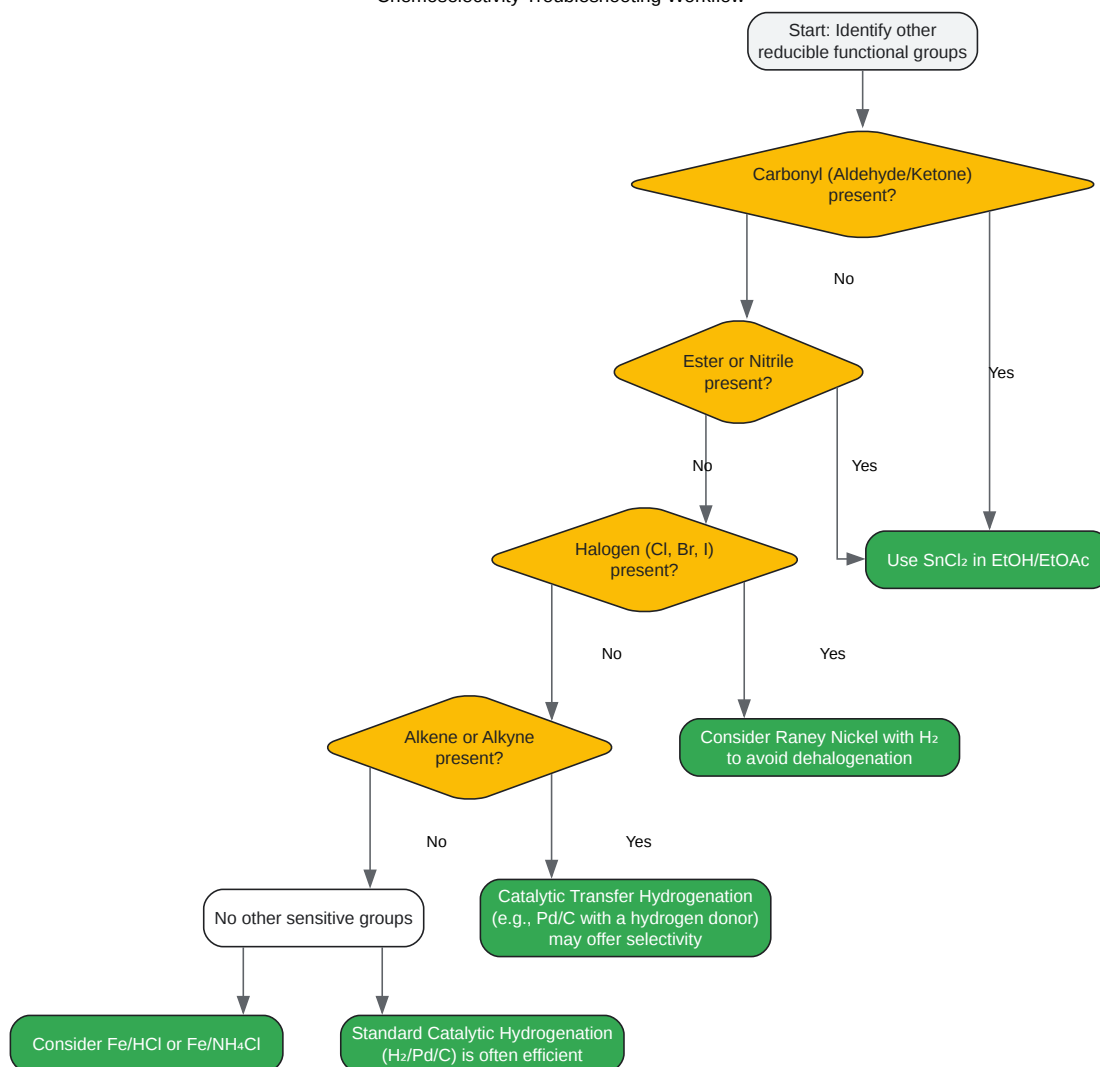 Chemoselectivity Troubleshooting Workflow
Start: Identify other
reducible functional groups
Carbonyl (Aldehyde/Ketone)
present?
No
Ester or Nitrile
present?
Yes
No
Yes
Halogen (Cl, Br, I)
present?
Use SnCl₂ in EtOH/EtOAc
No
Yes
Alkene or Alkyne
present?
Consider Raney Nickel with H₂
to avoid dehalogenation
No
Yes
No other sensitive groups
Catalytic Transfer Hydrogenation
(e.g., Pd/C with a hydrogen donor)
may offer selectivity
Consider Fe/HCl or Fe/NH₄Cl
Standard Catalytic Hydrogenation
(H₂/Pd/C) is often efficient